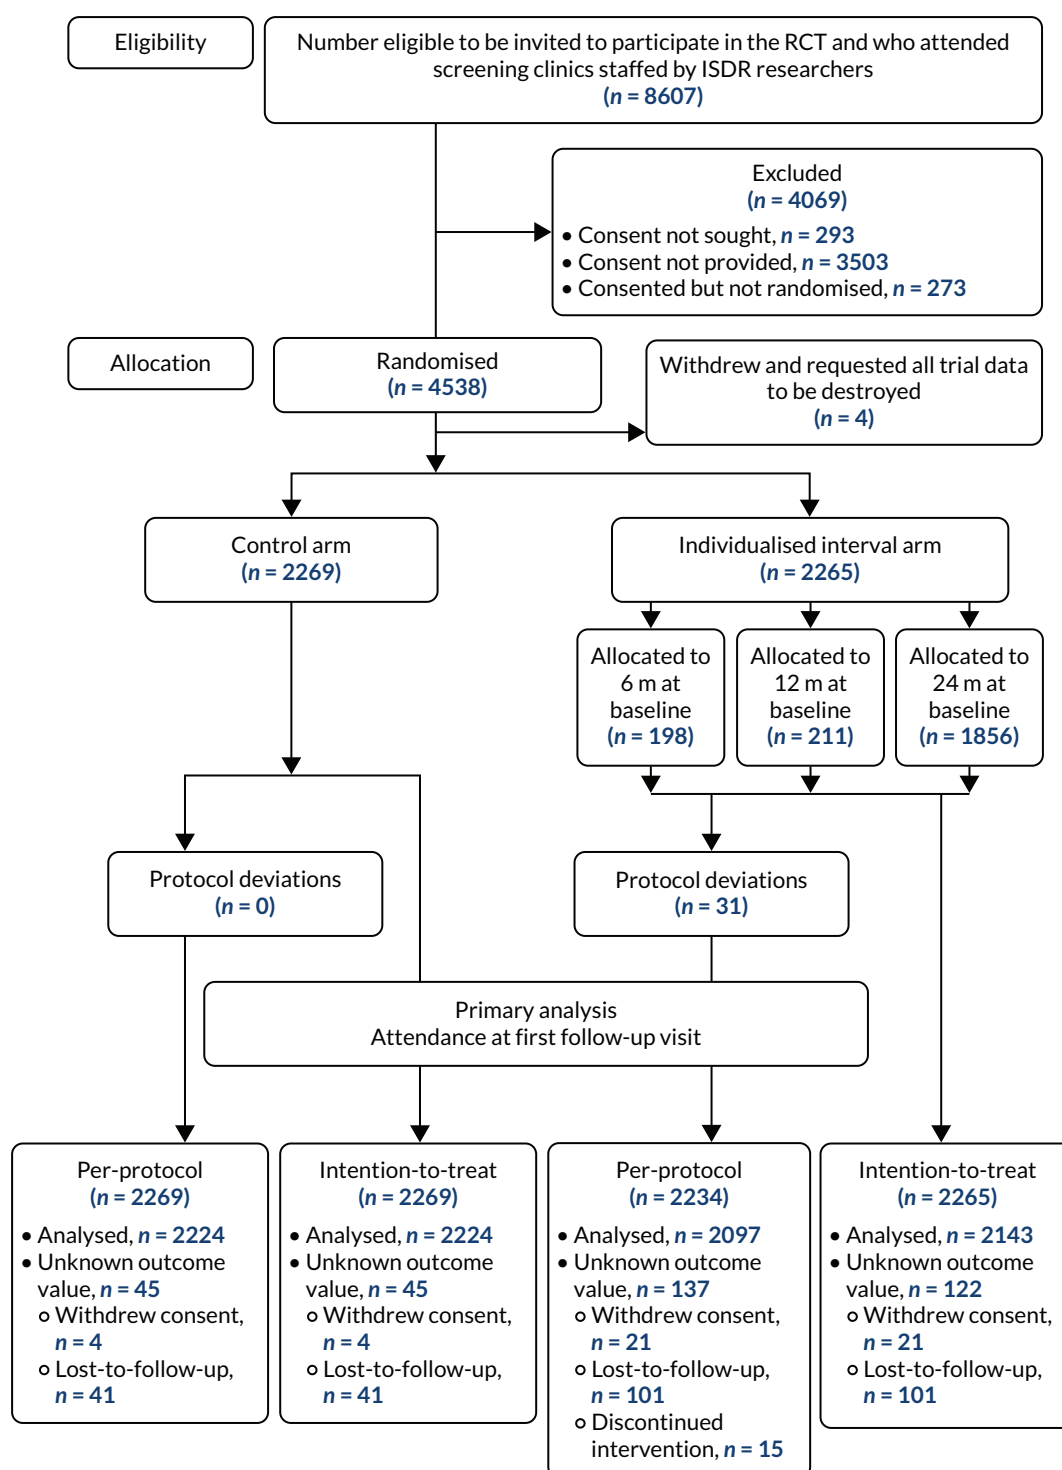 Eligibility
Number eligible to be invited to participate in the RCT and who attended
screening clinics staffed by ISDR researchers
(n = 8607)
Excluded
(n = 4069)
• Consent not sought, n = 293
• Consent not provided, n = 3503
• Consented but not randomised, n = 273
Allocation
Randomised
(n = 4538)
Withdrew and requested all trial data
to be destroyed
(n = 4)
Control arm
(n = 2269)
Individualised interval arm
(n = 2265)
Allocated to
6 m at
baseline
(n = 198)
Allocated to
12 m at
baseline
(n = 211)
Allocated to
24 m at
baseline
(n = 1856)
Protocol deviations
(n = 0)
Protocol deviations
(n = 31)
Primary analysis
Attendance at first follow-up visit
Per-protocol
(n = 2269)
• Analysed, n = 2224
• Unknown outcome
value, n = 45
Withdrew consent,
n = 4
Lost-to-follow-up,
n = 41
Intention-to-treat
(n = 2269)
• Analysed, n = 2224
• Unknown outcome
value, n = 45
Withdrew consent,
n = 4
Lost-to-follow-up,
n = 41
Per-protocol
(n = 2234)
• Analysed, n = 2097
• Unknown outcome
value, n = 137
Withdrew consent,
n = 21
Lost-to-follow-up,
n = 101
Discontinued
intervention, n = 15
Intention-to-treat
(n = 2265)
• Analysed, n = 2143
• Unknown outcome
value, n = 122
Withdrew consent,
n = 21
Lost-to-follow-up,
n = 101